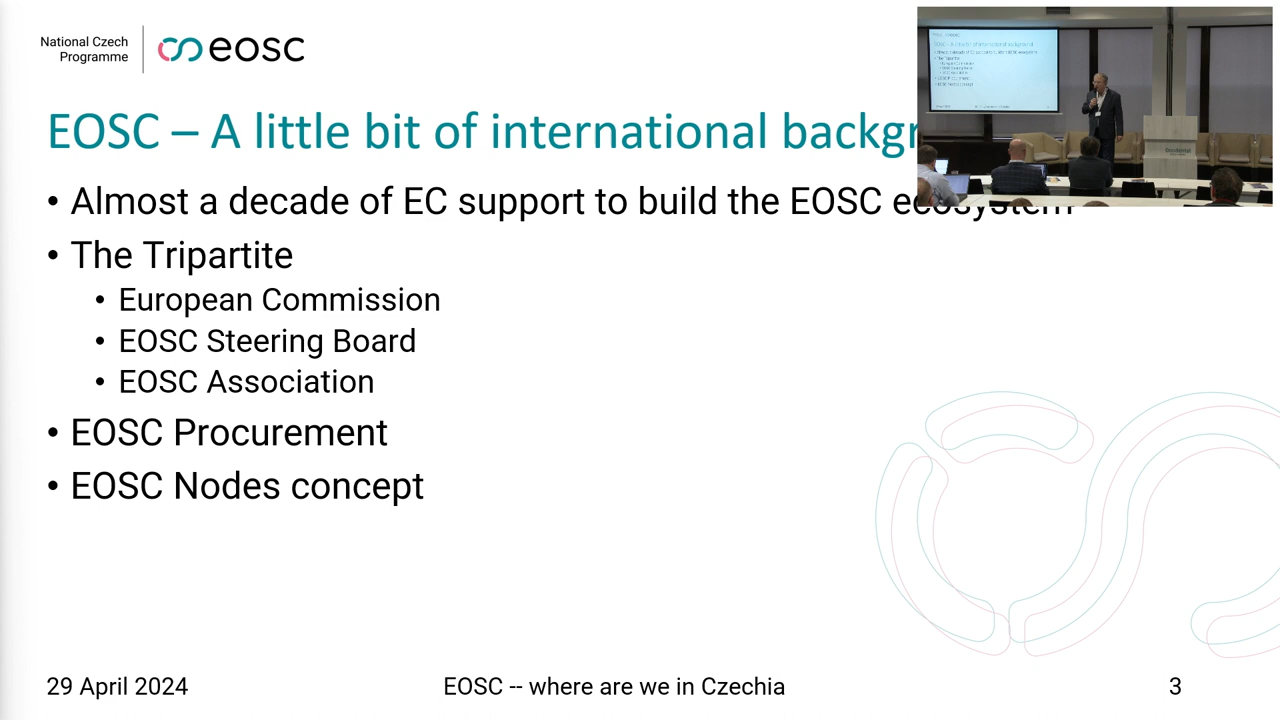 National Czech
Programme
eosc
EOSC – A little bit of international backgr
• Almost a decade of EC support to build the EOSC ecosystem
• The Tripartite
• European Commission
• EOSC Steering Board
• EOSC Association
• EOSC Procurement
• EOSC Nodes concept
29 April 2024
EOSC -- where are we in Czechia
3